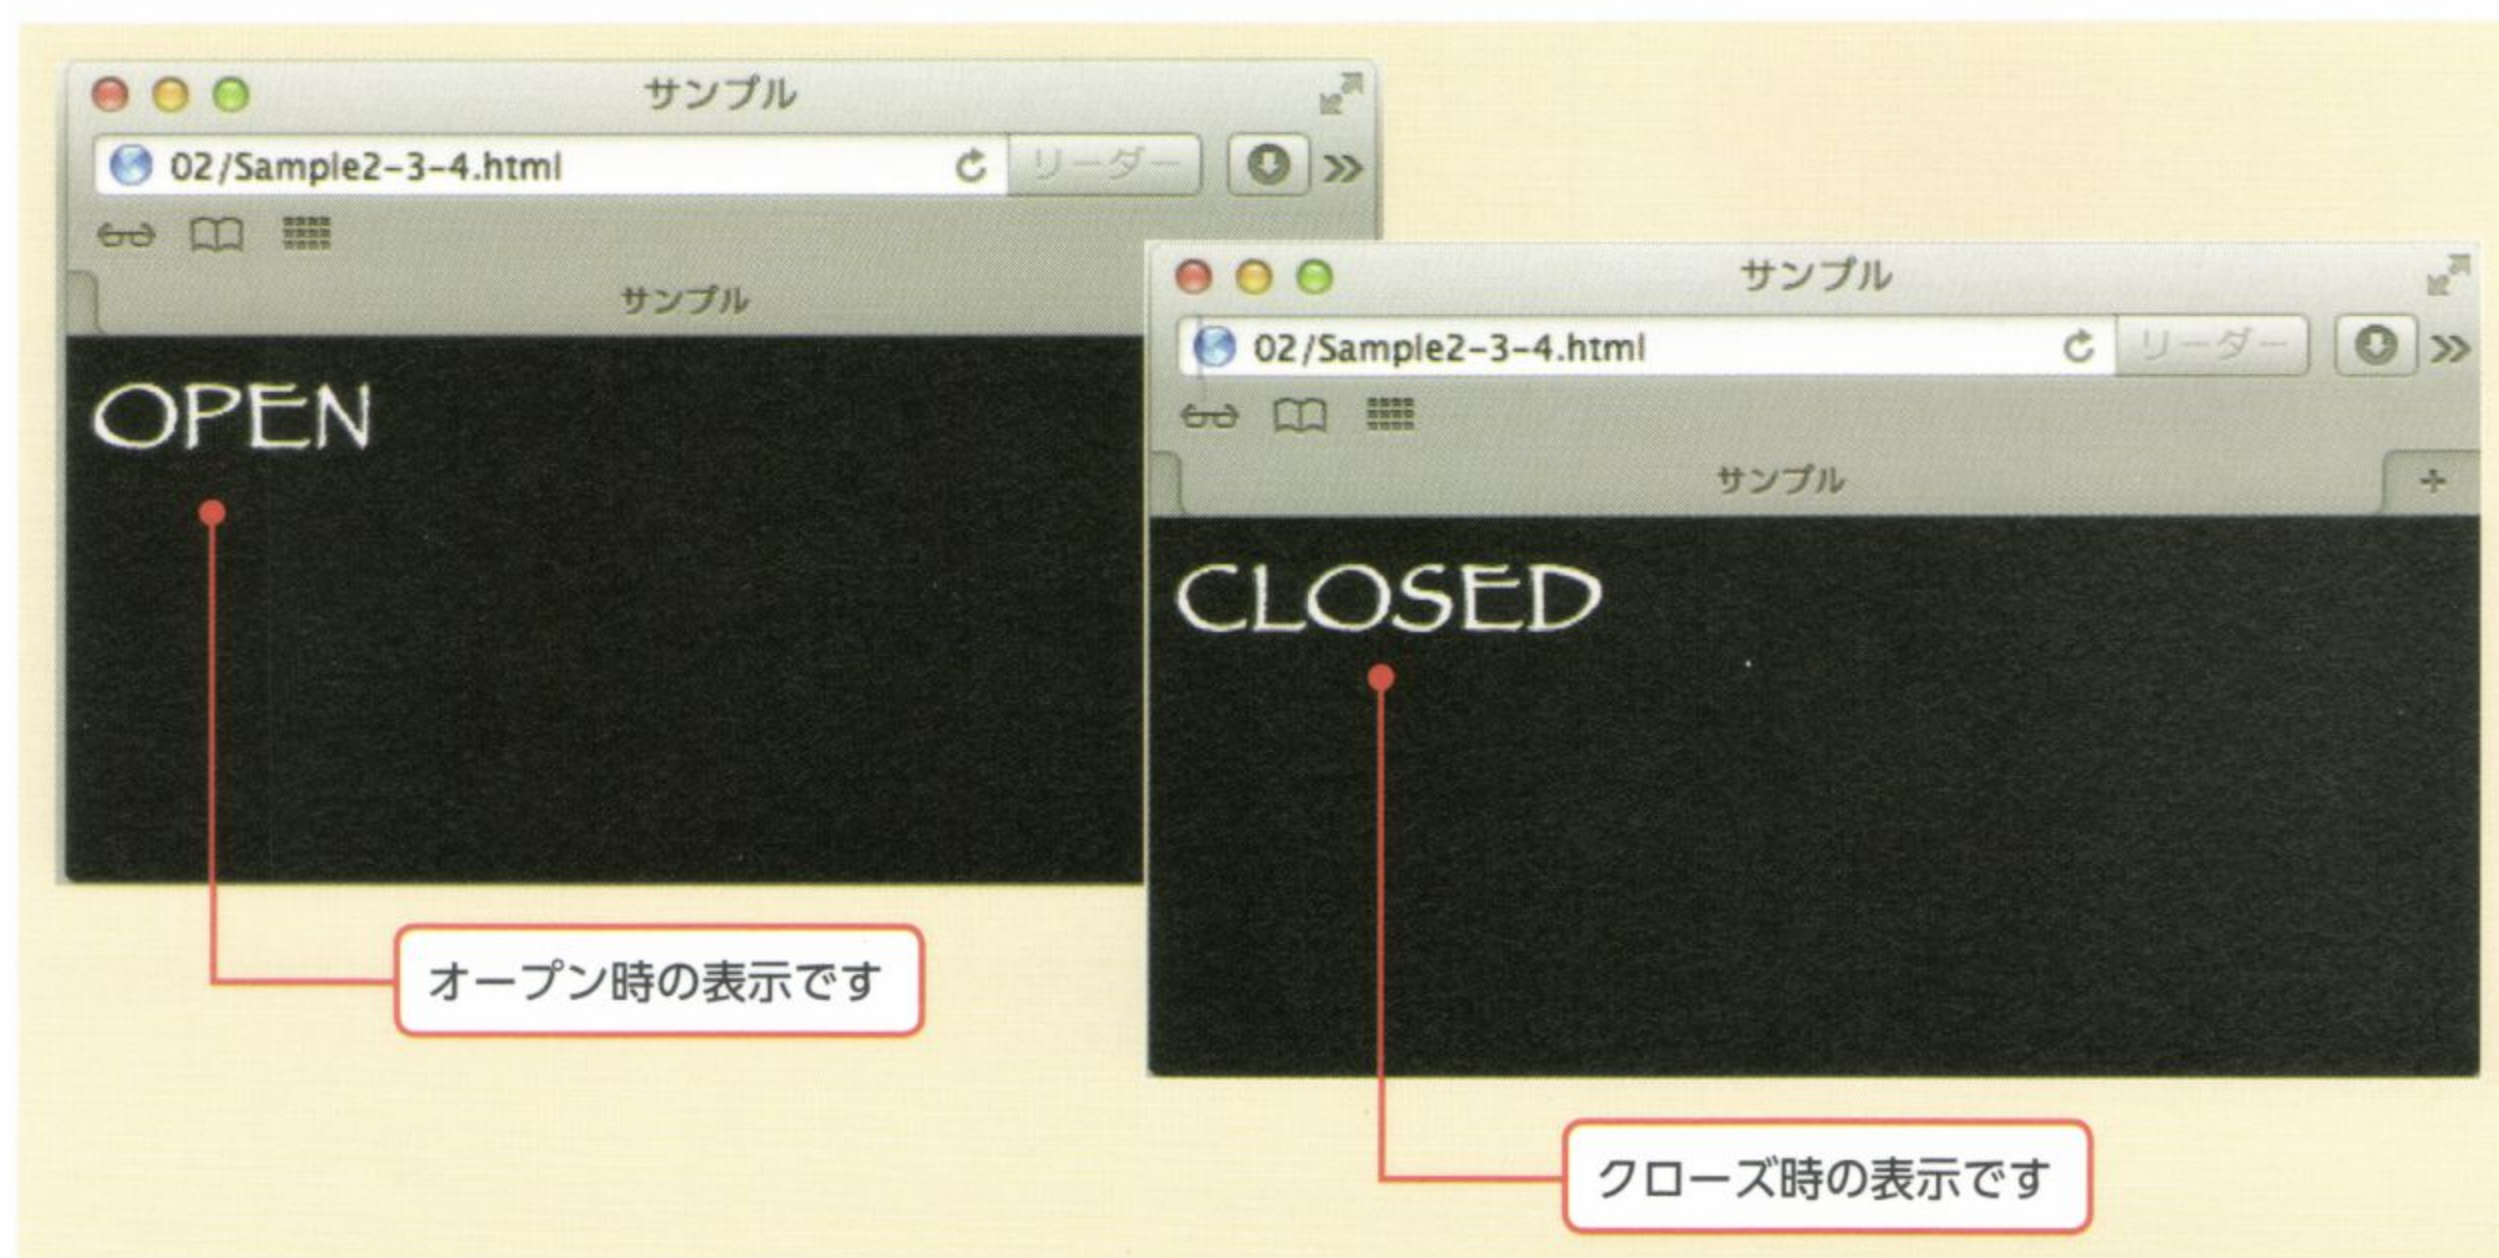 サンプル
02/Sample2-3-4.html
リーダー
サンプル
OPEN
オープン時の表示です
サンプル
02/Sample2-3-4.html
リーダー
サンプル
CLOSED
クローズ時の表示です